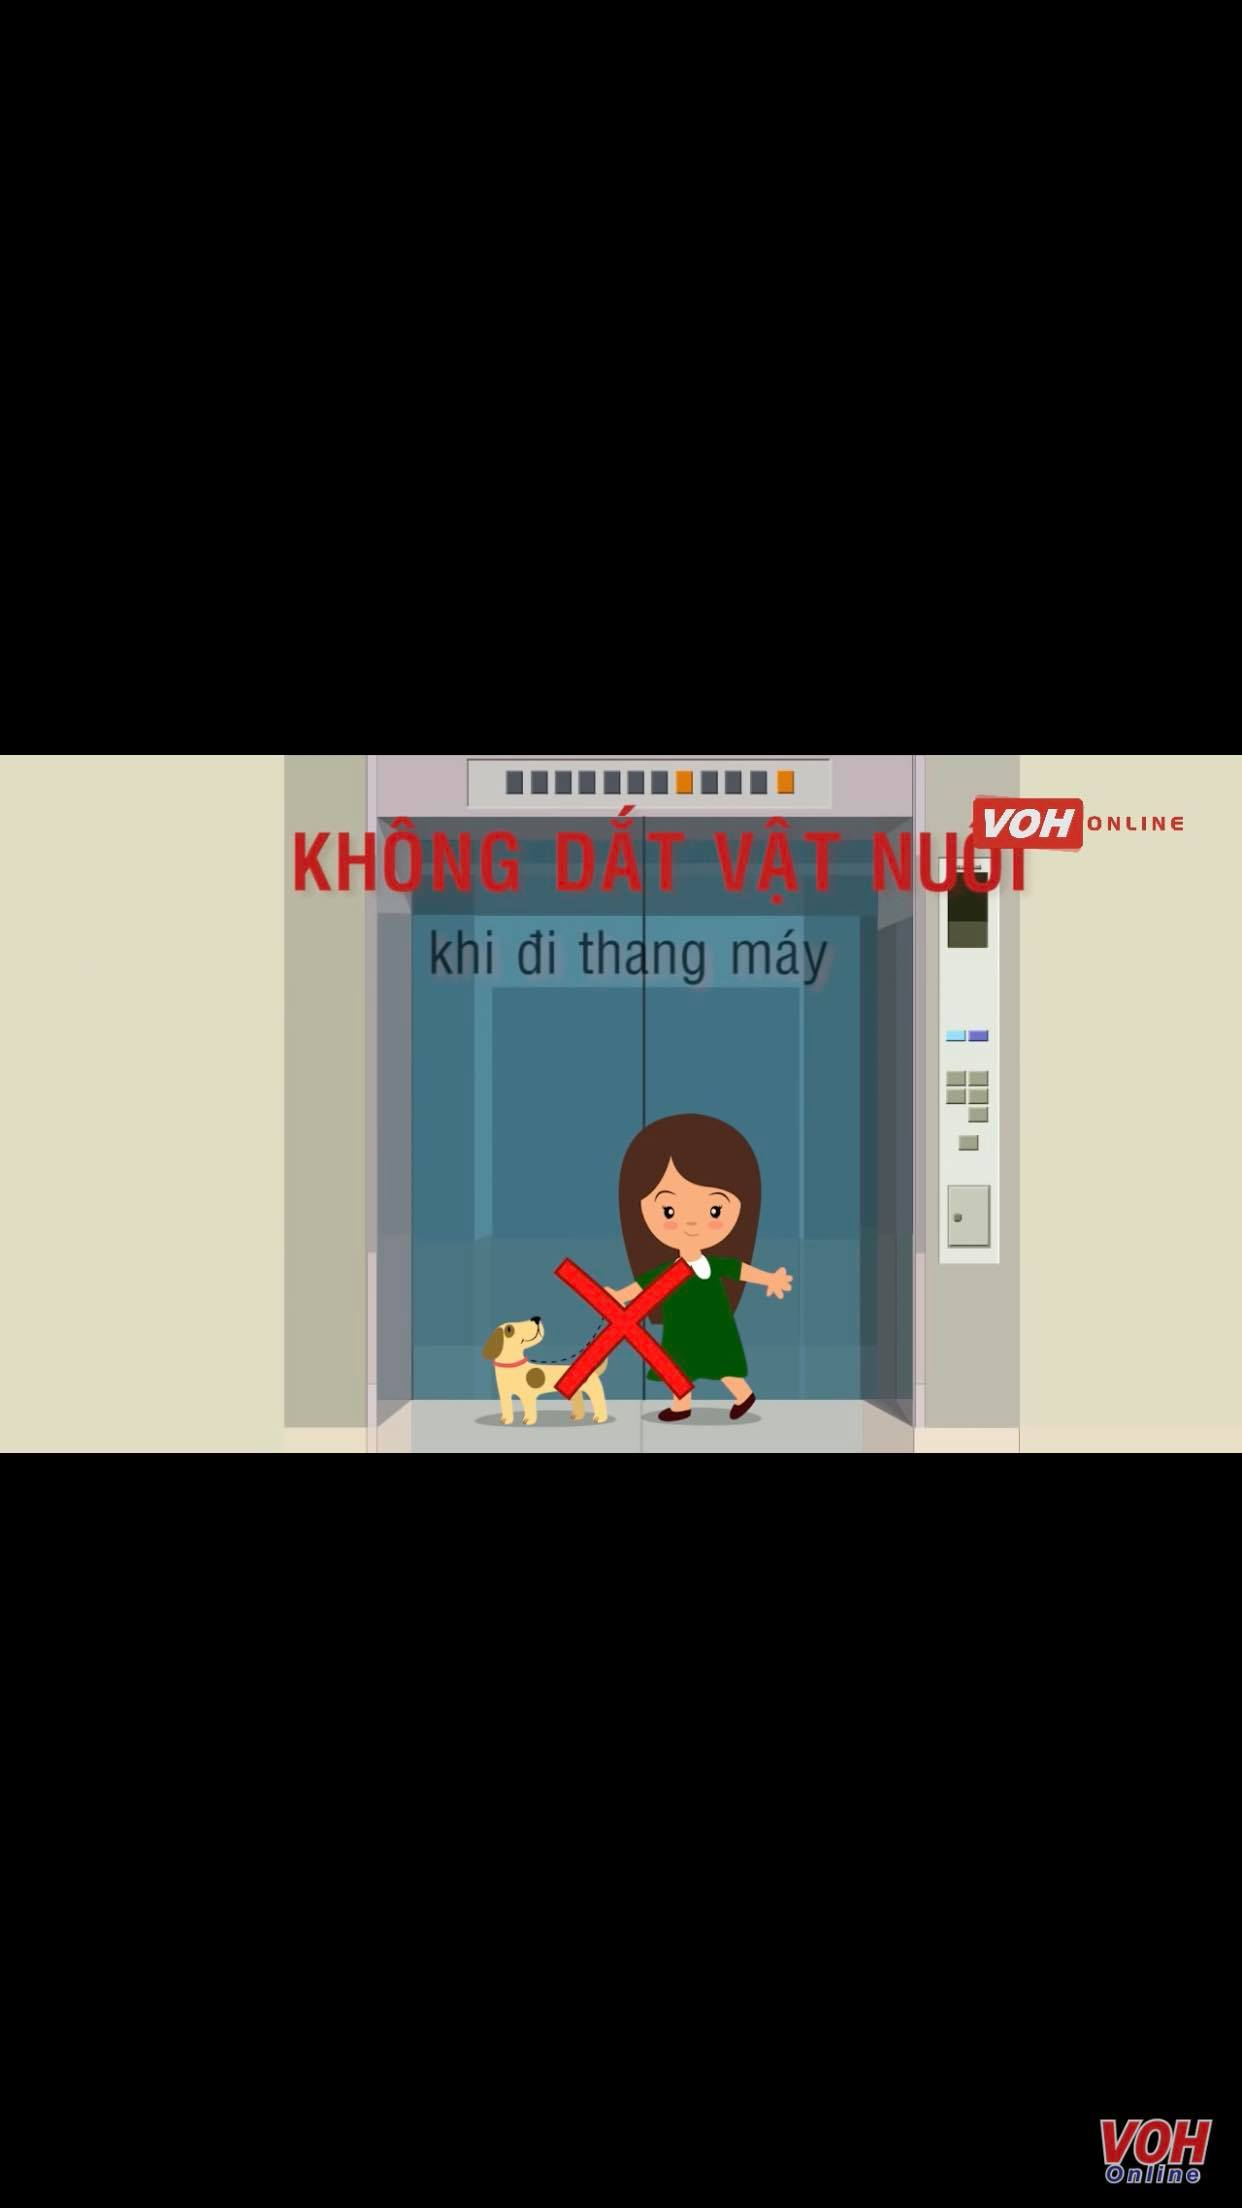 VOH ONLINE
KHÔNG DẮT VẬT NUÔI
khi đi thang máy
VOH
Online